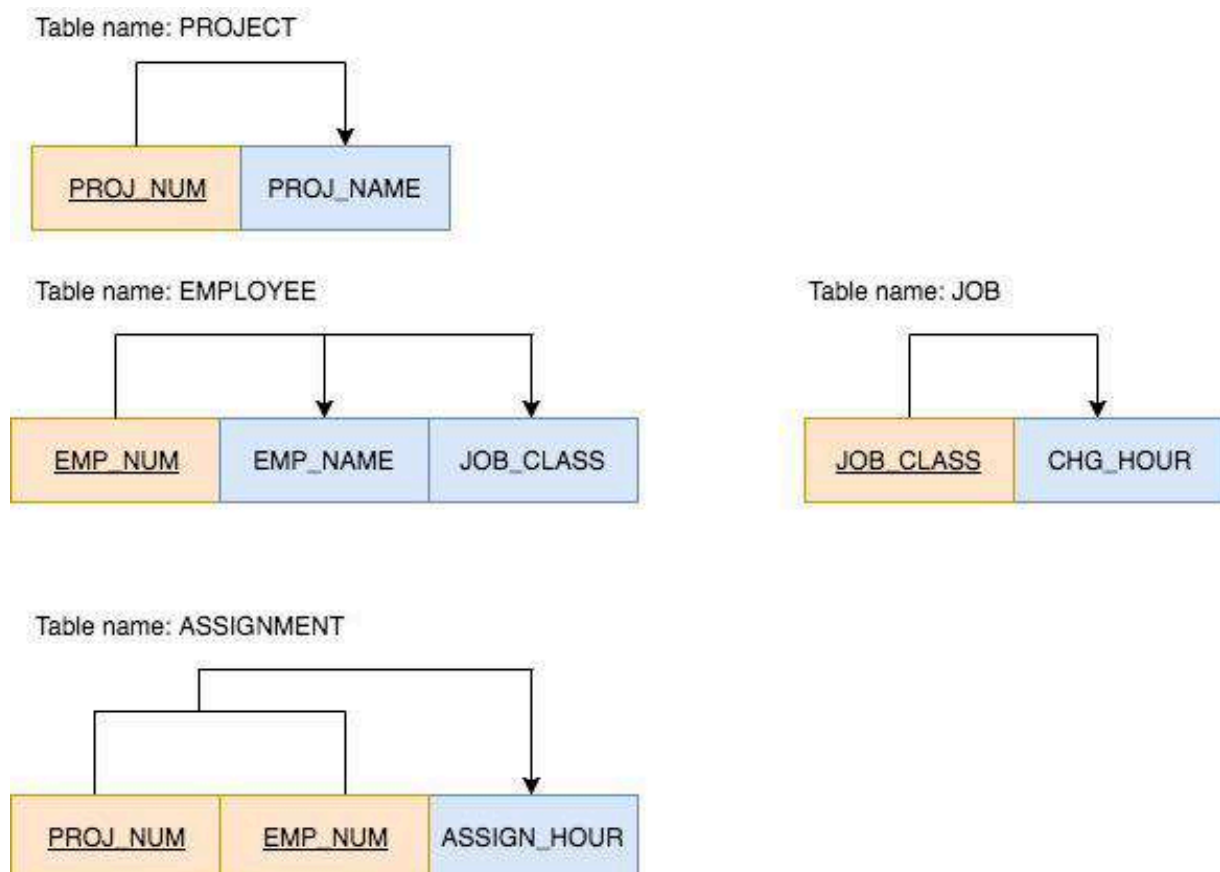 Table name: PROJECT
PROJ_NUM PROJ_NAME
Table name: EMPLOYEE
EMP_NUM EMP_NAME JOB_CLASS
Table name: JOB
JOB_CLASS CHG_HOUR
Table name: ASSIGNMENT
PROJ_NUM EMP_NUM ASSIGN_HOUR